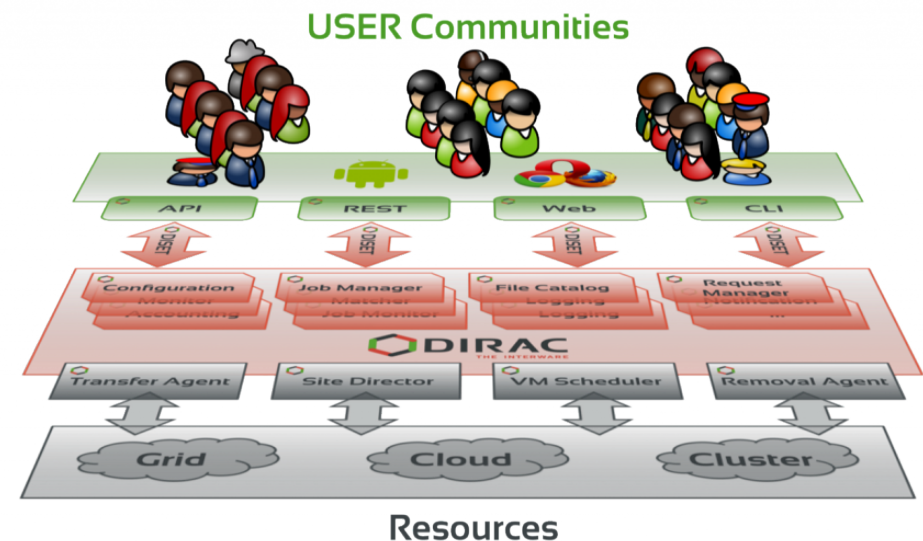 USER Communities
API
REST
Web
CLI
DISET
DISET
DISET
DISET
Configuration
Monitor
Accounting
Job Manager
Matcher
Job Monitor
File Catalog
Logging
Logging
Request
Manager
Notification
...
DIRAC
THE INTERWARE
Transfer Agent
Site Director
VM Scheduler
Removal Agent
Grid
Cloud
Cluster
Resources